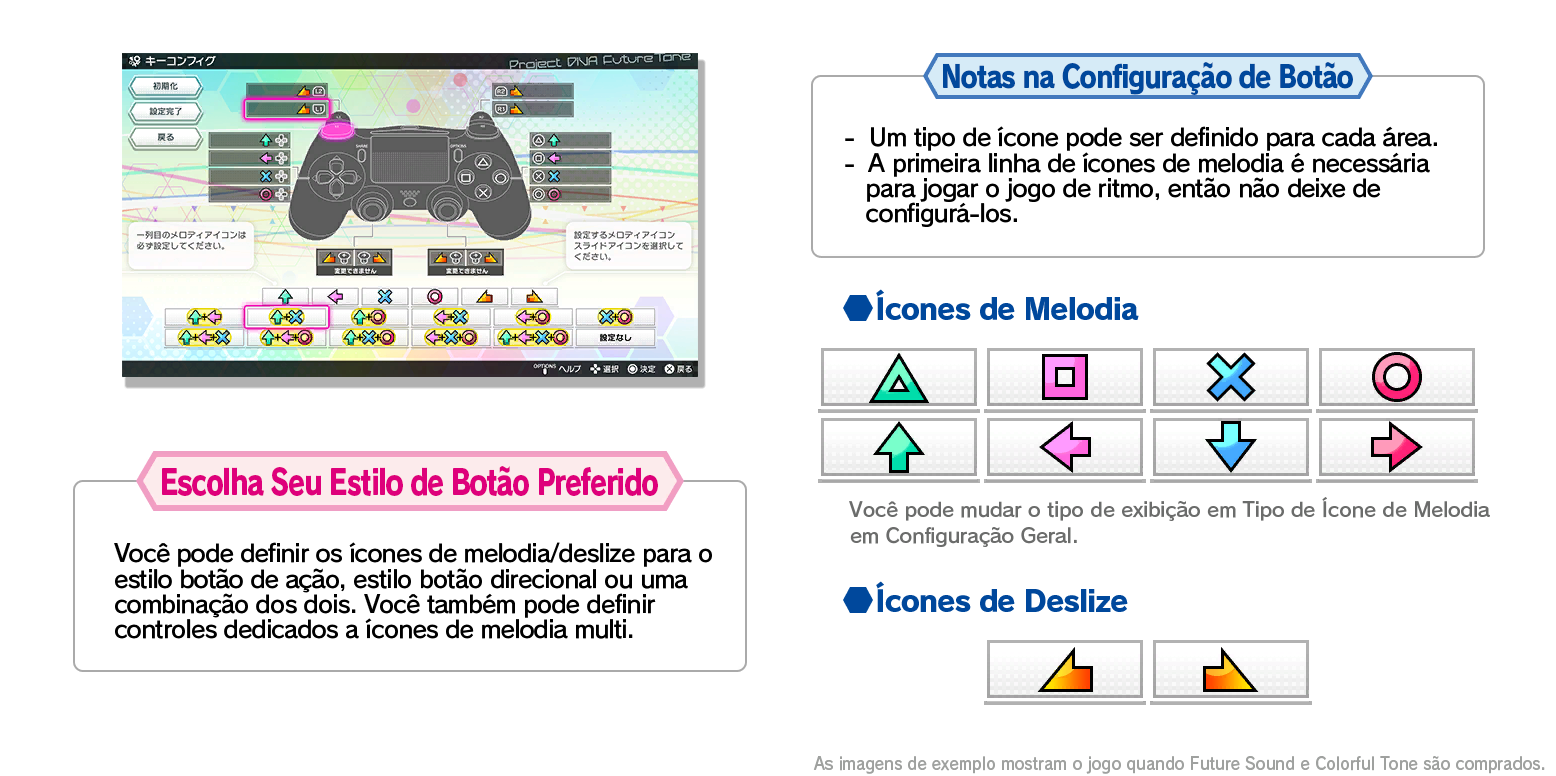 キーコンフィグ
Project DIVA Future Tone
初期化
設定完了
戻る
L2
L1
R2
R1
SHARE
OPTIONS
一列目のメロディアイコンは
必ず設定してください。
設定するメロディアイコン
スライドアイコンを選択して
ください。
変更できません
変更できません
設定なし
OPTIONS ヘルプ 選択 決定 戻る
Escolha Seu Estilo de Botão Preferido
Você pode definir os ícones de melodia/deslize para o
estilo botão de ação, estilo botão direcional ou uma
combinação dos dois. Você também pode definir
controles dedicados a ícones de melodia multi.
Notas na Configuração de Botão
- Um tipo de ícone pode ser definido para cada área.
- A primeira linha de ícones de melodia é necessária
para jogar o jogo de ritmo, então não deixe de
configurá-los.
Ícones de Melodia
Você pode mudar o tipo de exibição em Tipo de Ícone de Melodia
em Configuração Geral.
Ícones de Deslize
As imagens de exemplo mostram o jogo quando Future Sound e Colorful Tone são comprados.